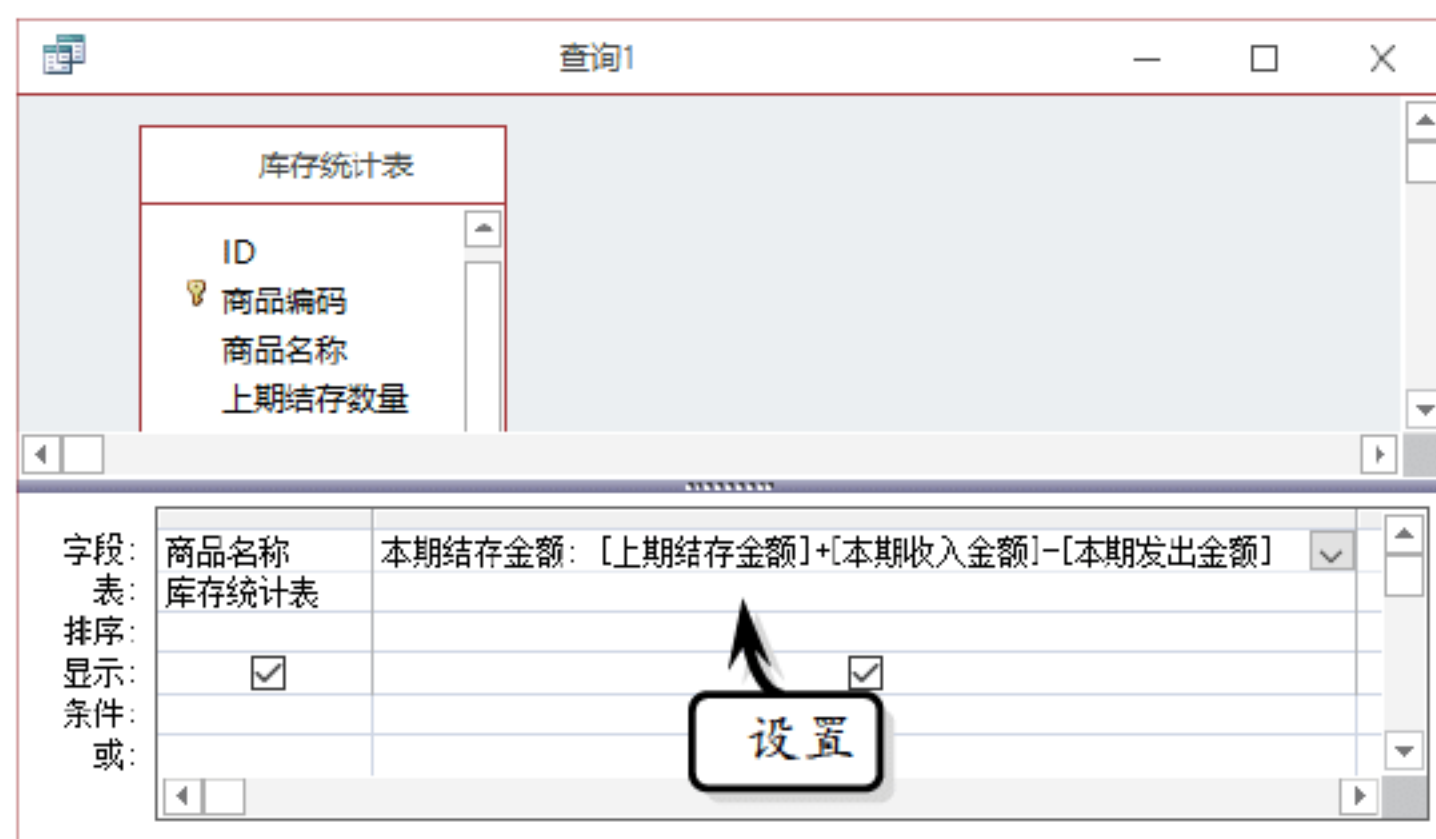 查询1
库存统计表
ID
商品编码
商品名称
上期结存数量
字段: 商品名称 本期结存金额: [上期结存金额]+[本期收入金额]-[本期发出金额]
表: 库存统计表
排序:
显示:
条件:
或:
设置